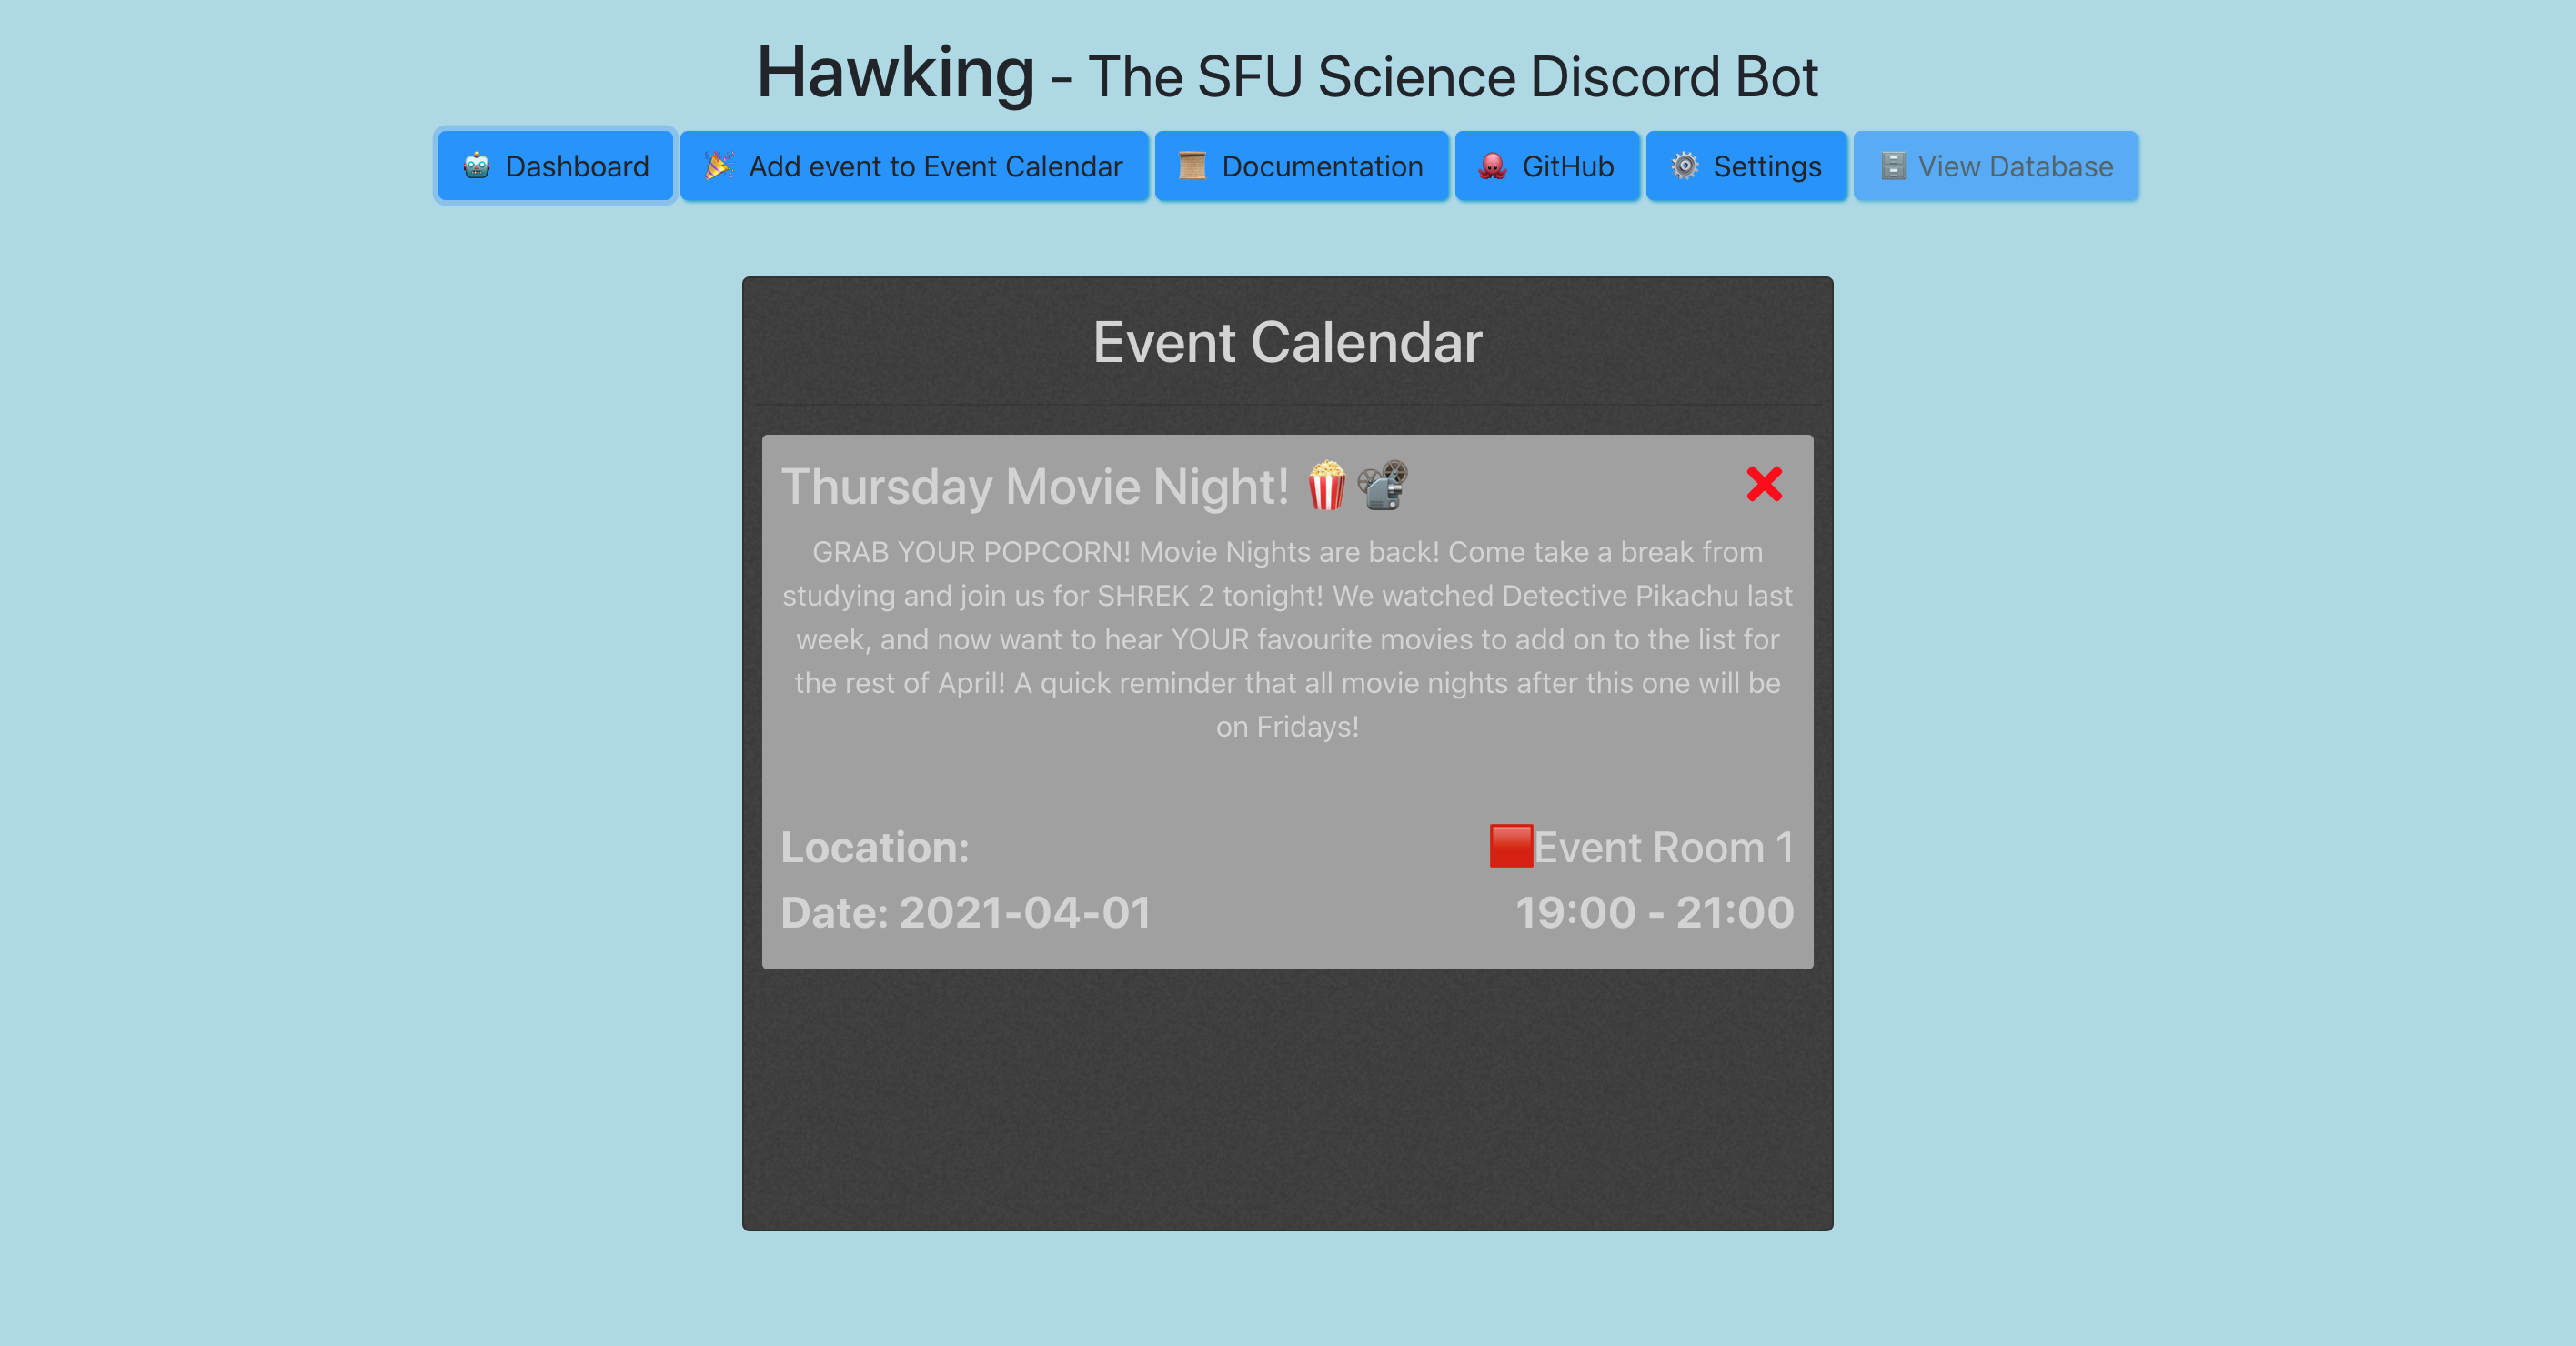 Hawking - The SFU Science Discord Bot
🤖 Dashboard 🎉 Add event to Event Calendar 📜 Documentation 🐙 GitHub ⚙️ Settings 🗄️ View Database
Event Calendar
Thursday Movie Night! 🍿📽️ ❌
GRAB YOUR POPCORN! Movie Nights are back! Come take a break from
studying and join us for SHREK 2 tonight! We watched Detective Pikachu last
week, and now want to hear YOUR favourite movies to add on to the list for
the rest of April! A quick reminder that all movie nights after this one will be
on Fridays!
Location: 🟥Event Room 1
Date: 2021-04-01 19:00 - 21:00